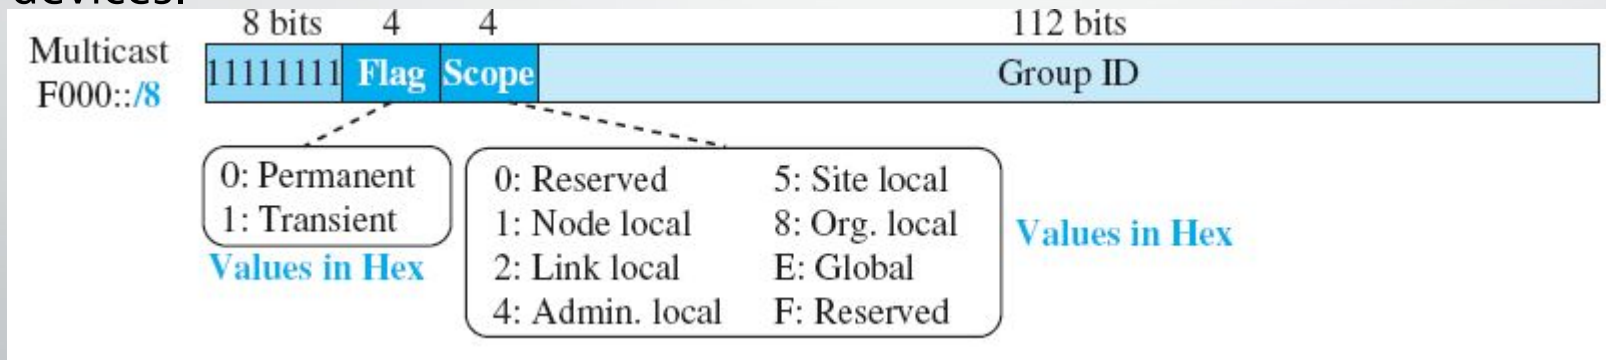 devices.
8 bits 4 4 112 bits
Multicast
F000::/8
11111111 Flag Scope Group ID
0: Permanent
1: Transient
Values in Hex
0: Reserved 5: Site local
1: Node local 8: Org. local
2: Link local E: Global
4: Admin. local F: Reserved
Values in Hex